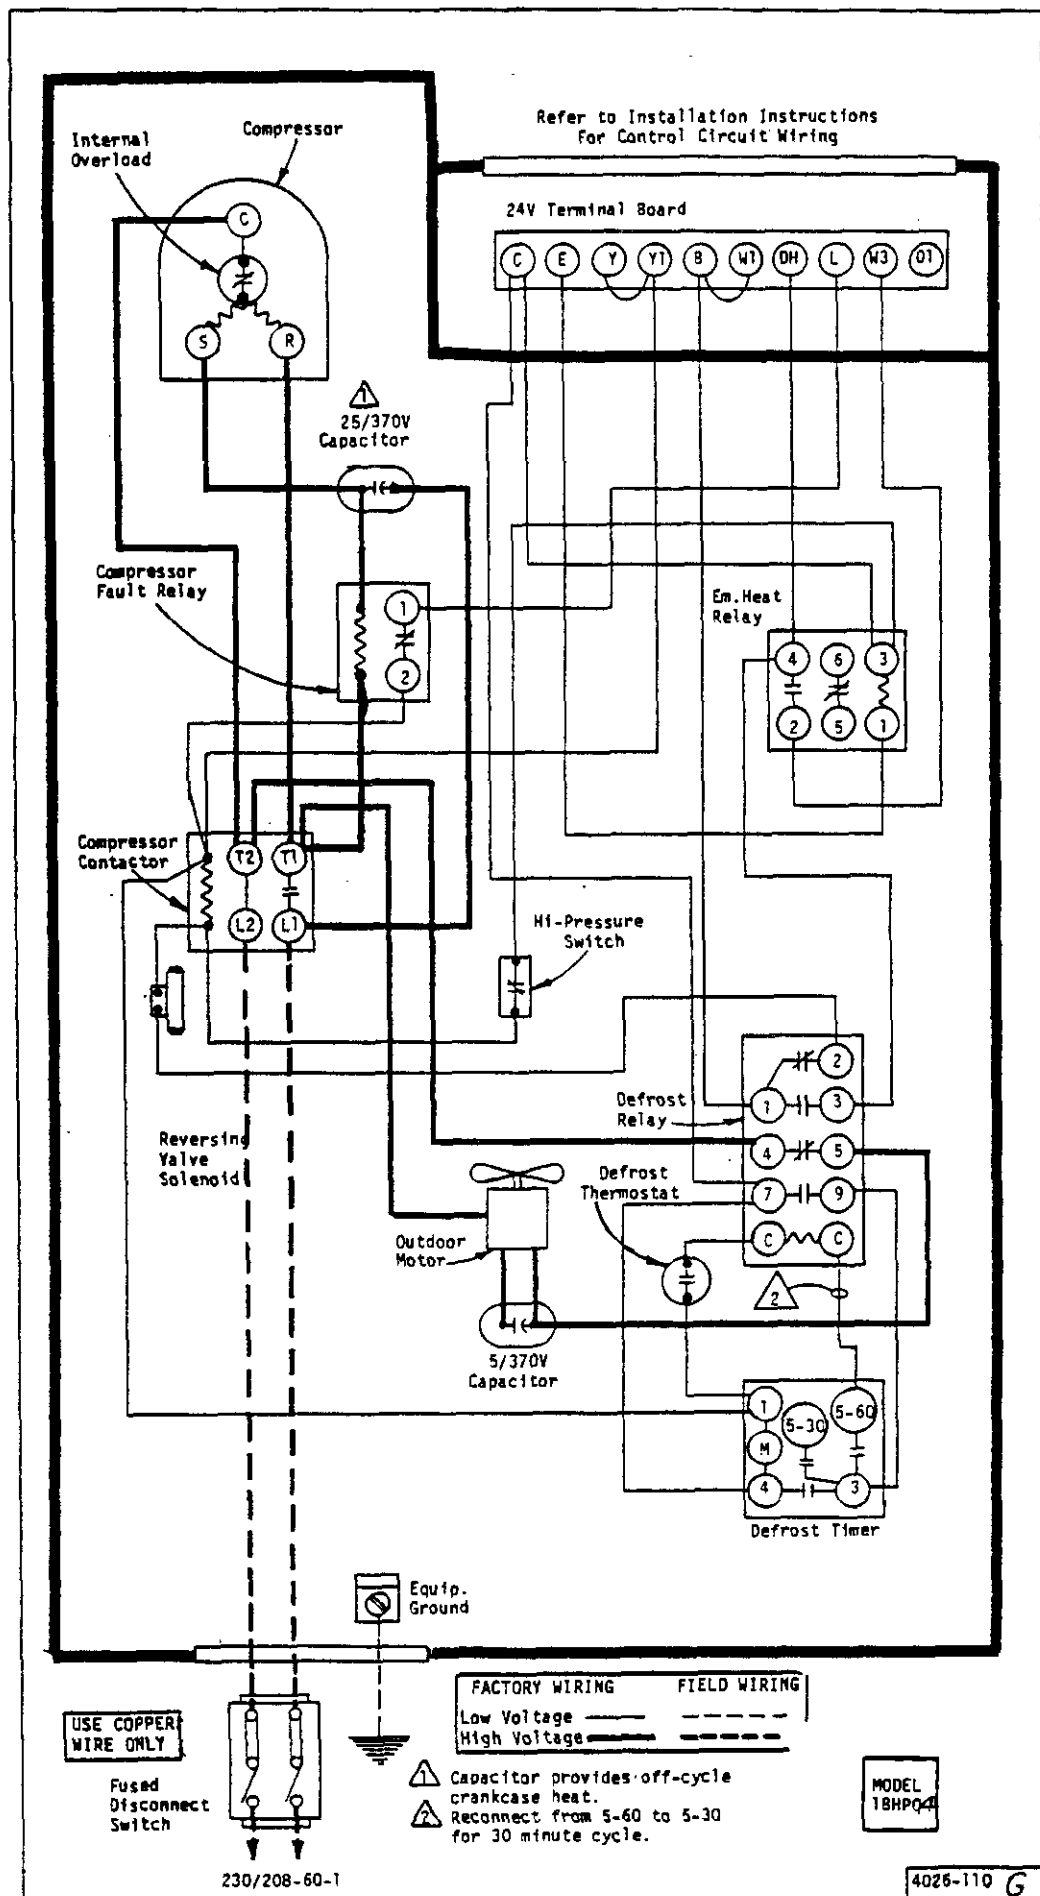 Refer to Installation Instructions
For Control Circuit Wiring
Internal
Overload
Compressor
24V Terminal Board
C E Y Y1 B W1 DH L W3 01
C
S R
1
25/370V
Capacitor
Compressor
Fault Relay
1
2
Em.Heat
Relay
4 6 3
2 5 1
Compressor
Contactor
T2 T1
L2 L1
Hi-Pressure
Switch
Reversing
Valve
Solenoid
Defrost
Relay
2
1 3
4 5
7 9
C C
Defrost
Thermostat
Outdoor
Motor
2
5/370V
Capacitor
1 5-30 5-60
M
4 3
Defrost Timer
Equip.
Ground
FACTORY WIRING FIELD WIRING
Low Voltage
High Voltage
USE COPPER
WIRE ONLY
Fused
Disconnect
Switch
230/208-60-1
1 Capacitor provides off-cycle
crankcase heat.
2 Reconnect from 5-60 to 5-30
for 30 minute cycle.
MODEL
18HPQ4
4026-110 G